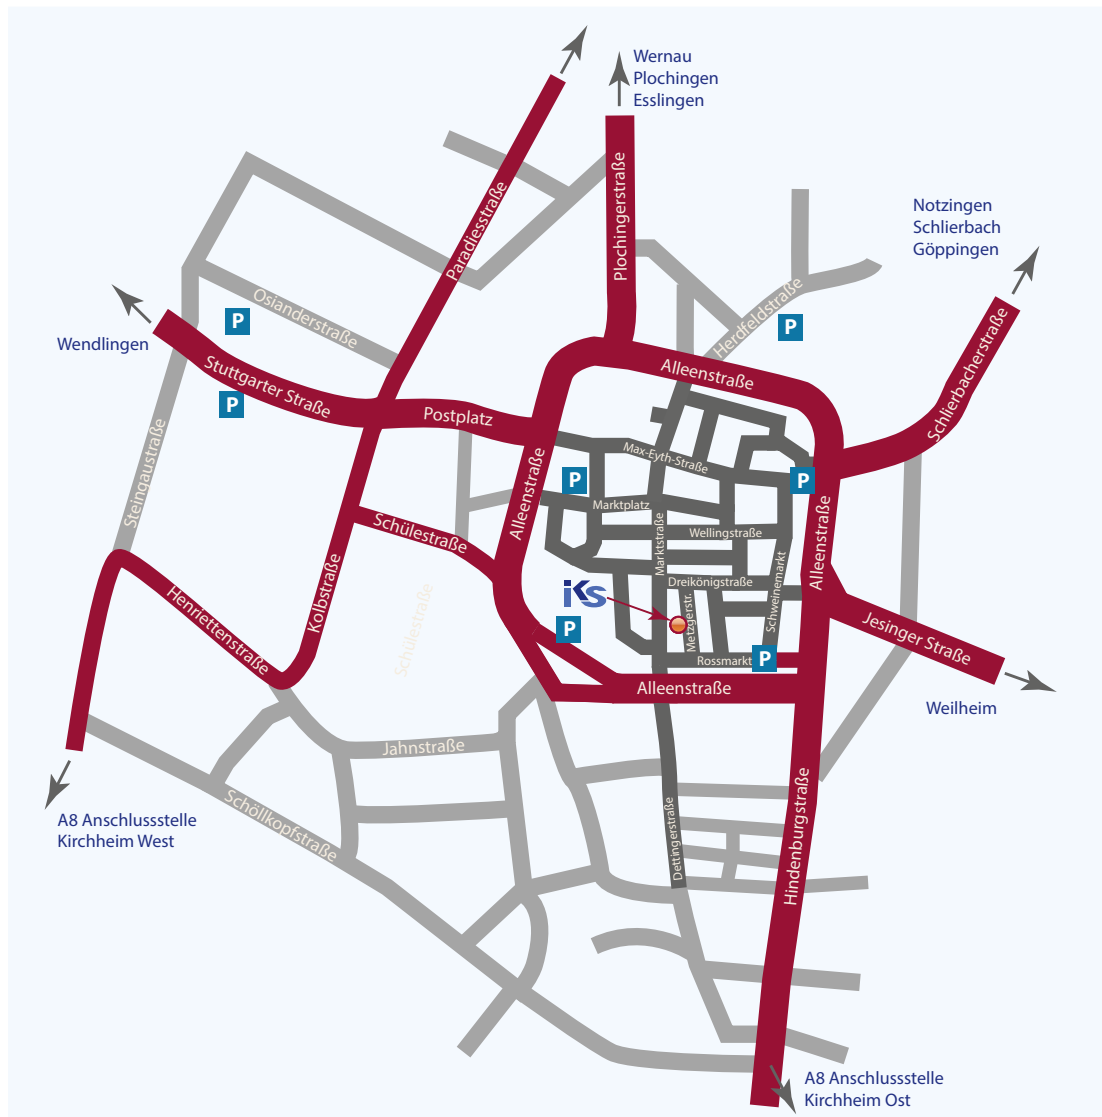 Wernau
Plochingen
Esslingen
Notzingen
Schlierbach
Göppingen
Paradiesstraße
Plochingerstraße
Osianderstraße
P
Herdfeldstraße
P
Wendlingen
Stuttgarter Straße
P
Postplatz
Alleenstraße
Schlierbacherstraße
Steingaustraße
Max-Eyth-Straße
P
P
Alleenstraße
Marktplatz
Schülestraße
Marktstraße
Wellingstraße
Alleenstraße
Henriettenstraße
Kolbstraße
Schülestraße
iKs
Dreikönigstraße
Metzgerstr.
Schweinemarkt
P
Rossmarkt
P
Jesinger Straße
Alleenstraße
Weilheim
Jahnstraße
Schöllkopfstraße
Dettingerstraße
Hindenburgstraße
A8 Anschlussstelle
Kirchheim West
A8 Anschlussstelle
Kirchheim Ost